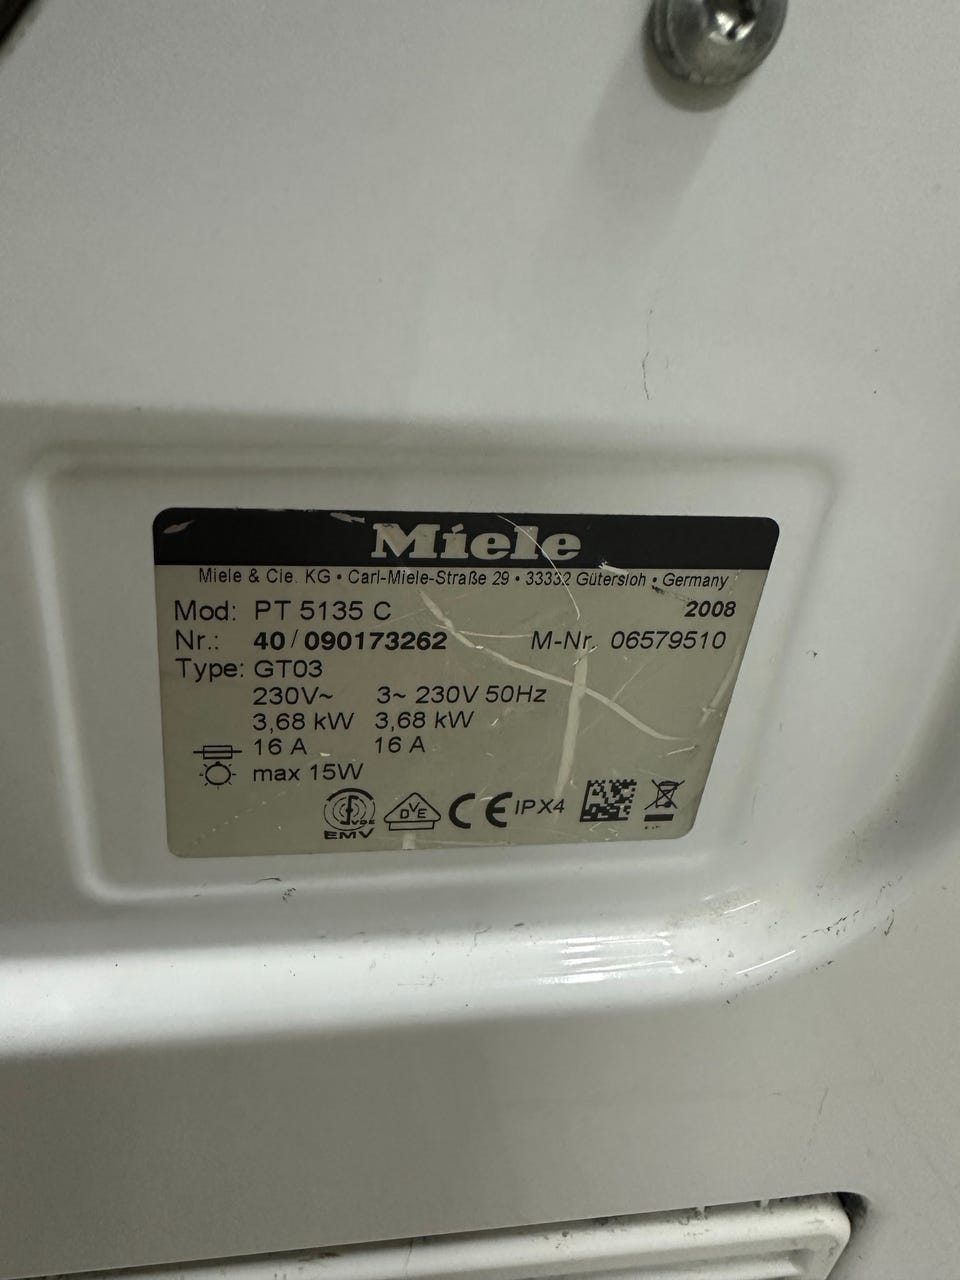 Miele
Miele & Cie. KG • Carl-Miele-Straße 29 • 33332 Gütersloh • Germany
Mod: PT 5135 C 2008
Nr.: 40 / 090173262 M-Nr. 06579510
Type: GT03
230V~ 3~ 230V 50Hz
3,68 kW 3,68 kW
16 A 16 A
max 15W
VDE
EMV
DVE
CE IPX4